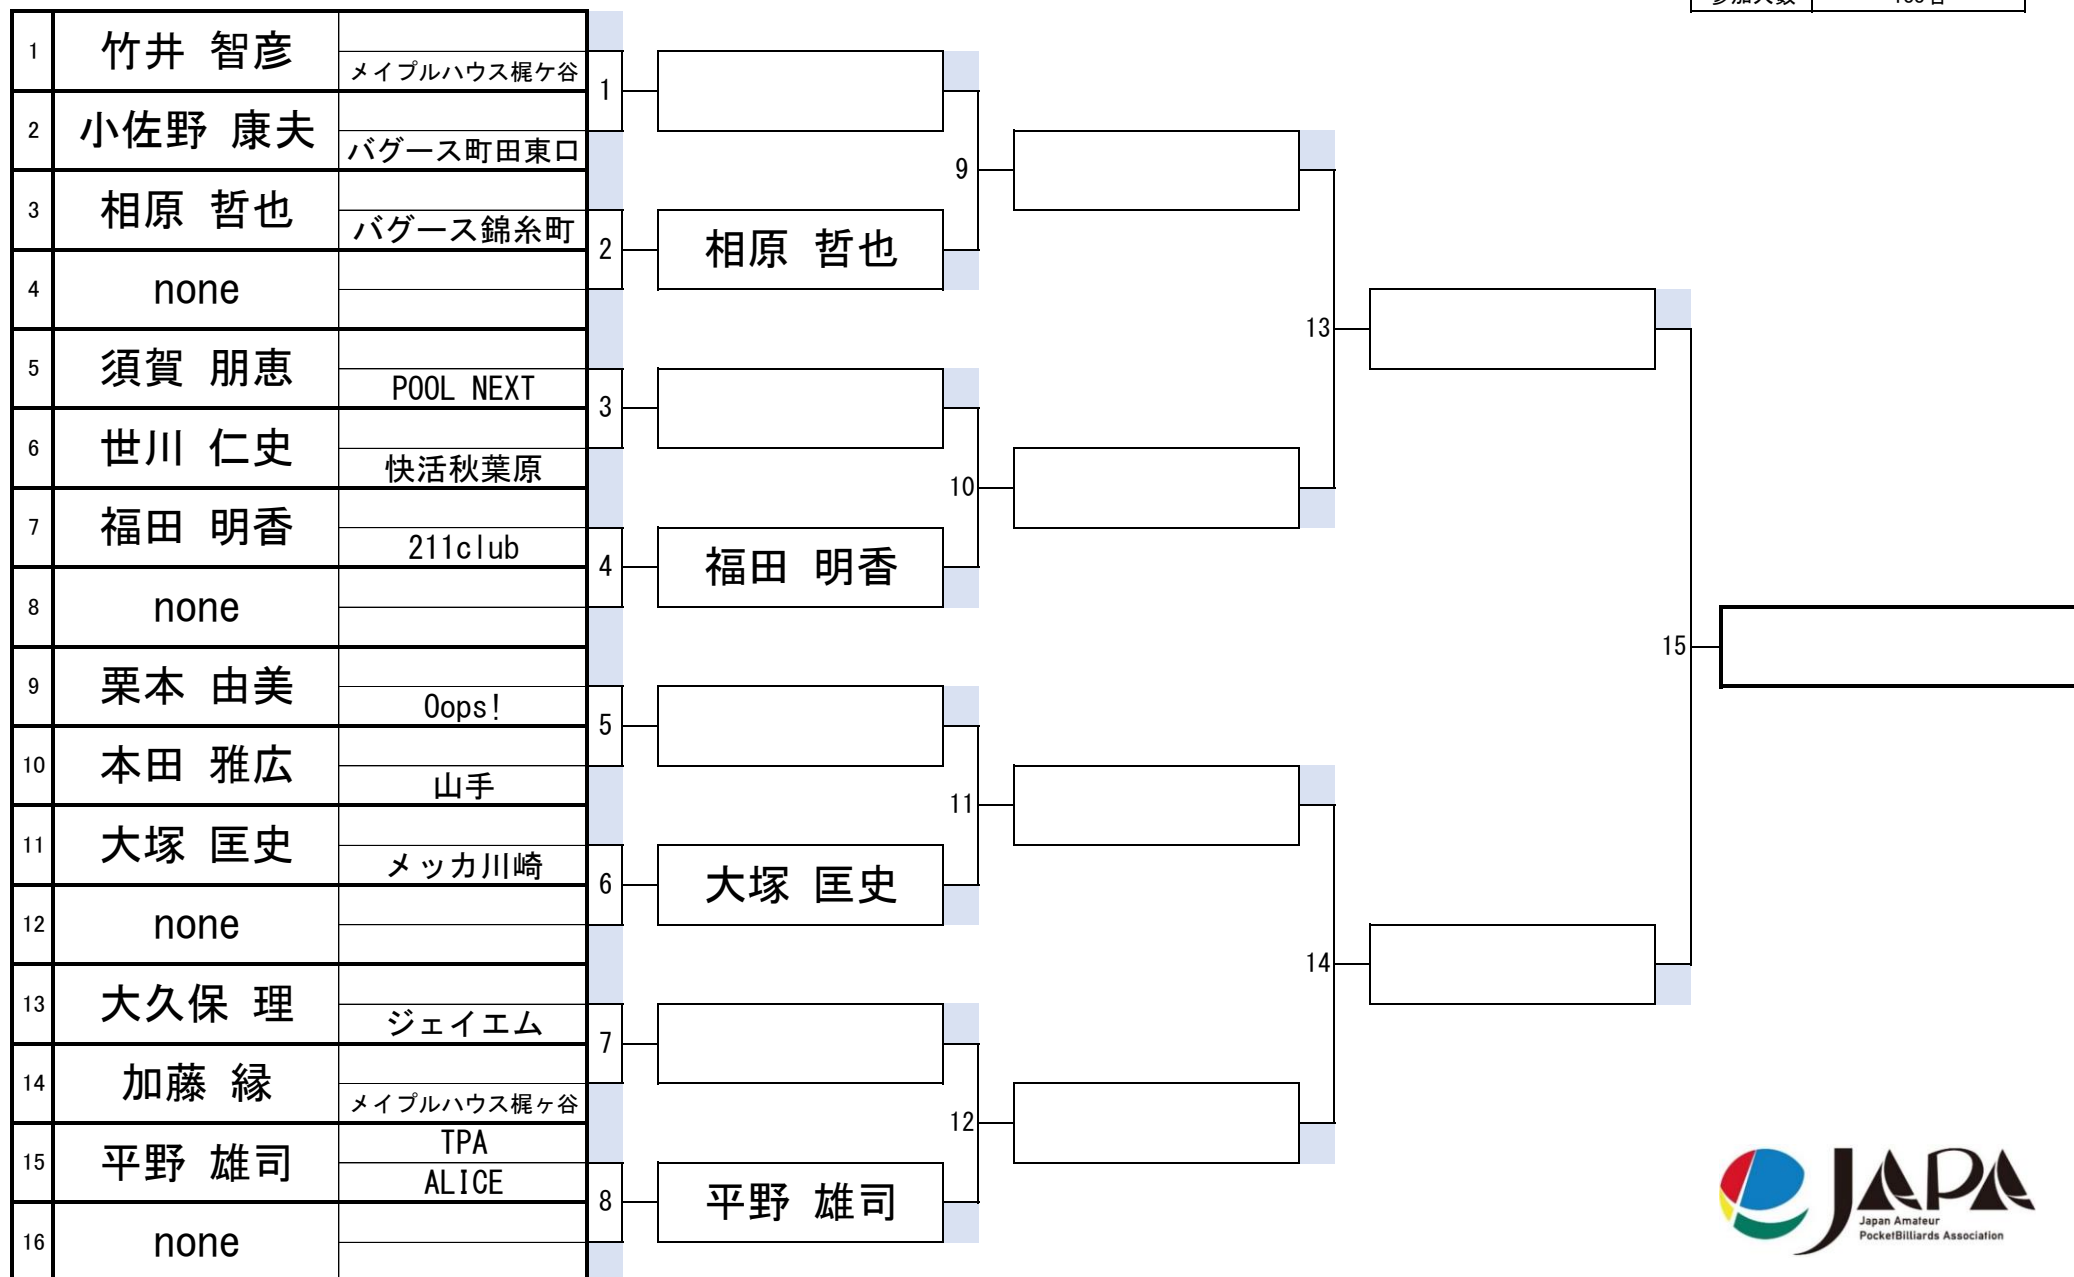 参加人数
1 竹井 智彦
メイプルハウス梶ケ谷
2 小佐野 康夫
バグース町田東口
3 相原 哲也
バグース錦糸町
4 none
5 須賀 朋恵
POOL NEXT
6 世川 仁史
快活秋葉原
7 福田 明香
211club
8 none
9 栗本 由美
Oops!
10 本田 雅広
山手
11 大塚 匡史
メッカ川崎
12 none
13 大久保 理
ジェイエム
14 加藤 縁
メイプルハウス梶ヶ谷
15 平野 雄司
TPA
ALICE
16 none
1
2
3
4
5
6
7
8
相原 哲也
福田 明香
大塚 匡史
平野 雄司
9
10
11
12
13
14
15
JAPA
Japan Amateur
PocketBilliards Association